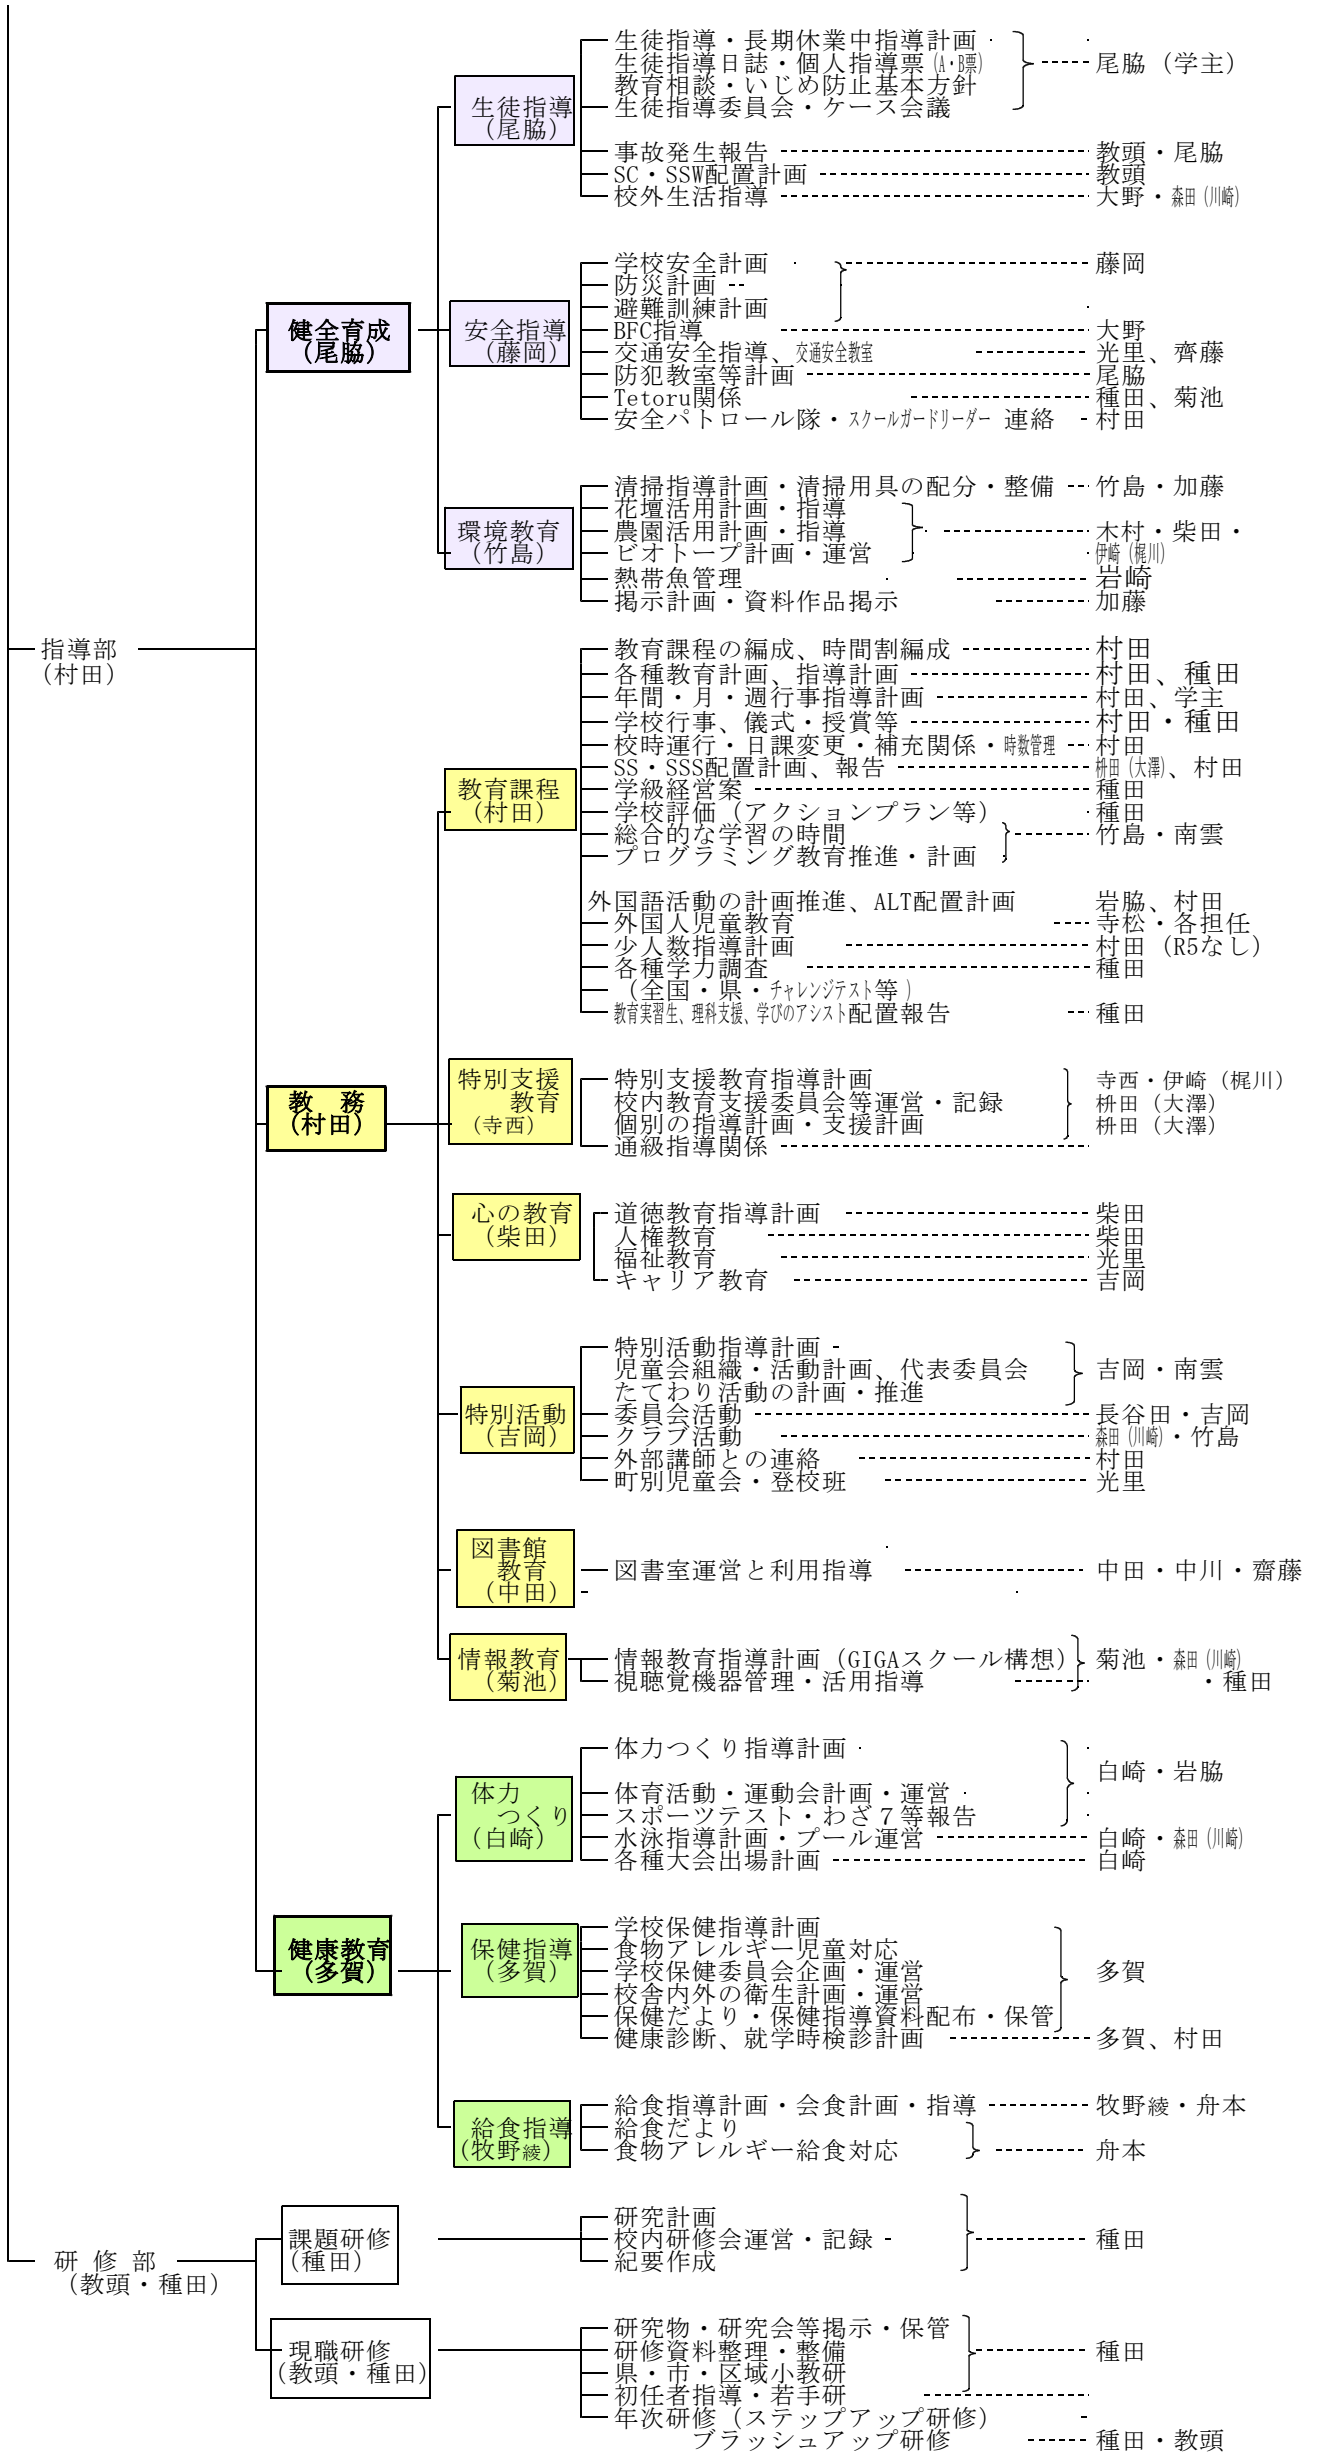 生徒指導・長期休業中指導計画
生徒指導日誌・個人指導票(A・B票)
尾脇（学主）
教育相談・いじめ防止基本方針
生徒指導委員会・ケース会議
生徒指導
（尾脇）
事故発生報告 教頭・尾脇
SC・SSW配置計画 教頭
校外生活指導 大野・森田（川崎）
学校安全計画 藤岡
防災計画
避難訓練計画
健全育成
（尾脇）
安全指導
（藤岡）
BFC指導 大野
交通安全指導、交通安全教室 光里、齊藤
防犯教室等計画 尾脇
Tetoru関係 種田、菊池
安全パトロール隊・スクールガードリーダー 連絡 村田
清掃指導計画・清掃用具の配分・整備 竹島・加藤
花壇活用計画・指導
環境教育
（竹島）
農園活用計画・指導 木村・柴田・
ビオトープ計画・運営 伊崎（梶川）
熱帯魚管理 岩崎
掲示計画・資料作品掲示 加藤
指導部
（村田）
教育課程の編成、時間割編成 村田
各種教育計画、指導計画 村田、種田
年間・月・週行事指導計画 村田、学主
学校行事、儀式・授賞等 村田・種田
校時運行・日課変更・補充関係・時数管理 村田
SS・SSS配置計画、報告 枡田（大澤）、村田
教育課程
（村田）
学級経営案 種田
学校評価（アクションプラン等） 種田
総合的な学習の時間 竹島・南雲
プログラミング教育推進・計画
外国語活動の計画推進、ALT配置計画 岩脇、村田
外国人児童教育 寺松・各担任
少人数指導計画 村田（R5なし）
各種学力調査 種田
（全国・県・チャレンジテスト等）
教育実習生、理科支援、学びのアシスト配置報告 種田
教　務
（村田）
特別支援
教育
（寺西）
特別支援教育指導計画 寺西・伊崎（梶川）
校内教育支援委員会等運営・記録 枡田（大澤）
個別の指導計画・支援計画 枡田（大澤）
通級指導関係
心の教育
（柴田）
道徳教育指導計画 柴田
人権教育 柴田
福祉教育 光里
キャリア教育 吉岡
特別活動指導計画
児童会組織・活動計画、代表委員会 吉岡・南雲
たてわり活動の計画・推進
特別活動
（吉岡）
委員会活動 長谷田・吉岡
クラブ活動 森田（川崎）・竹島
外部講師との連絡 村田
町別児童会・登校班 光里
図書館
教育
（中田）
図書室運営と利用指導 中田・中川・齋藤
情報教育
（菊池）
情報教育指導計画（GIGAスクール構想） 菊池・森田（川崎）
視聴覚機器管理・活用指導 ・種田
体力つくり指導計画
白崎・岩脇
体力
つくり
（白崎）
体育活動・運動会計画・運営
スポーツテスト・わざ７等報告
水泳指導計画・プール運営 白崎・森田（川崎）
各種大会出場計画 白崎
健康教育
（多賀）
保健指導
（多賀）
学校保健指導計画
食物アレルギー児童対応
学校保健委員会企画・運営 多賀
校舎内外の衛生計画・運営
保健だより・保健指導資料配布・保管
健康診断、就学時検診計画 多賀、村田
給食指導
（牧野綾）
給食指導計画・会食計画・指導 牧野綾・舟本
給食だより
食物アレルギー給食対応 舟本
研 修 部
（教頭・種田）
課題研修
（種田）
研究計画
校内研修会運営・記録 種田
紀要作成
現職研修
（教頭・種田）
研究物・研究会等掲示・保管
研修資料整理・整備 種田
県・市・区域小教研
初任者指導・若手研
年次研修（ステップアップ研修）
ブラッシュアップ研修 種田・教頭